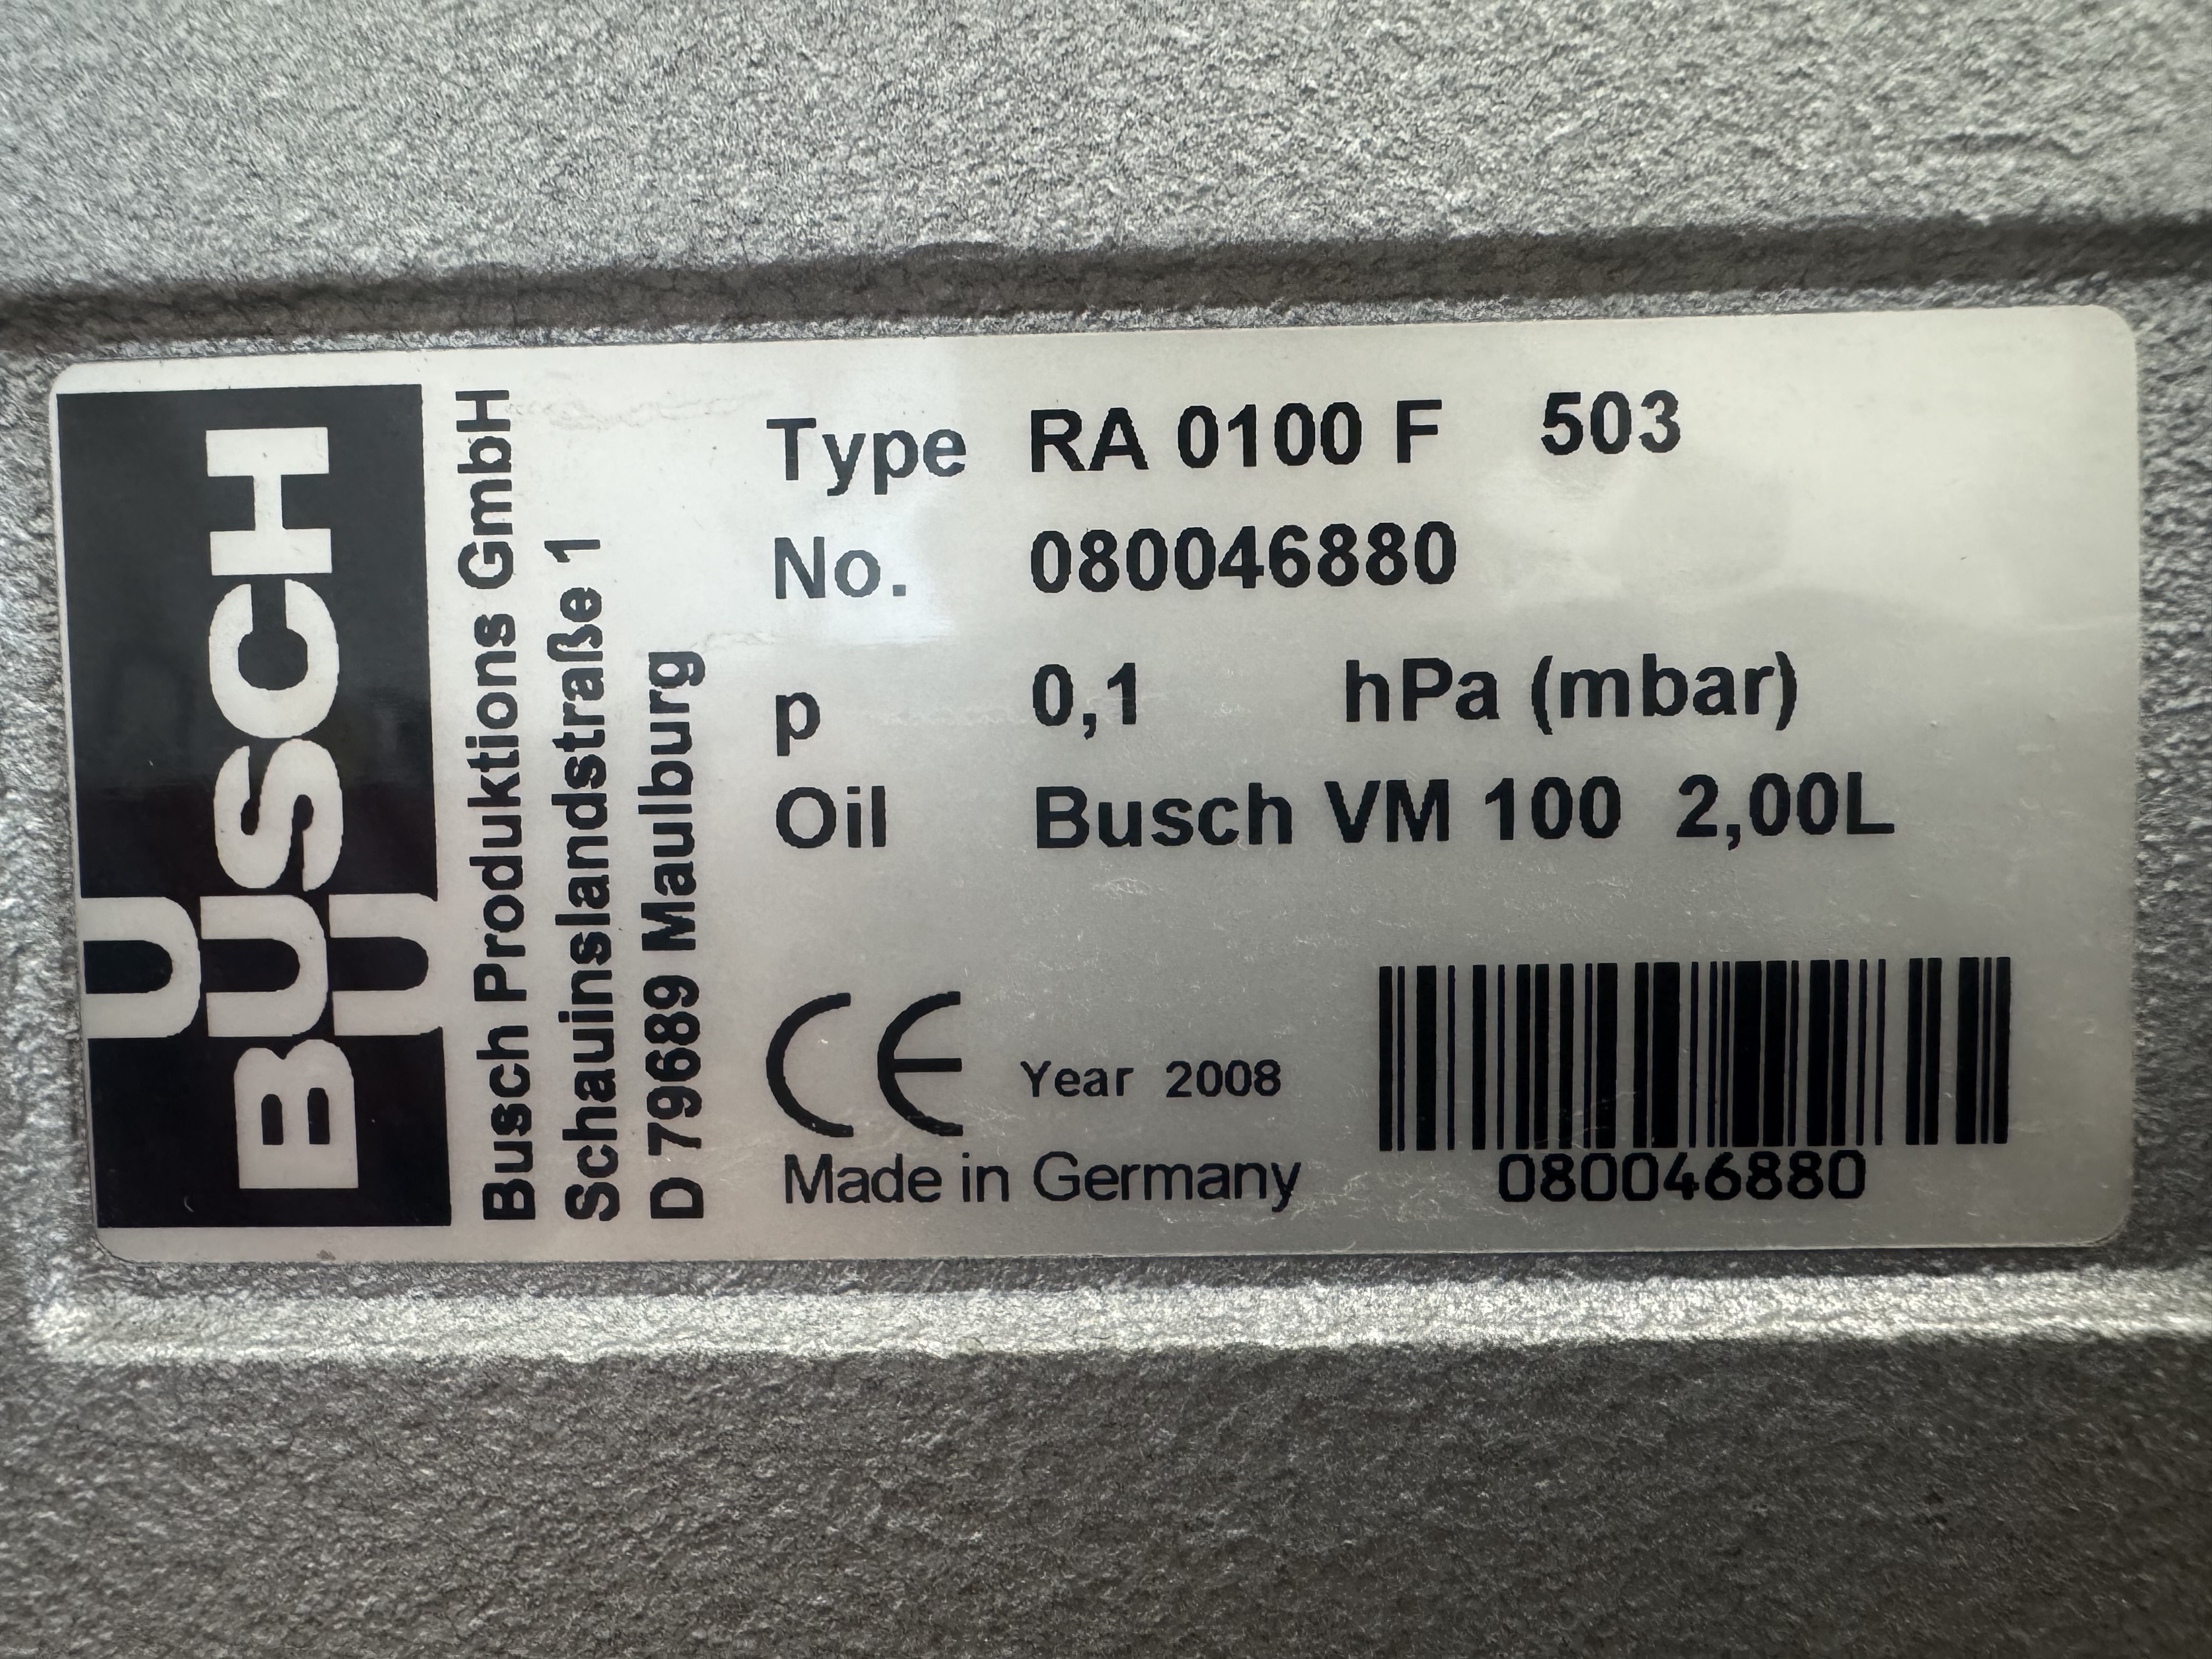 BUSCH
Busch Produktions GmbH
Schauinslandstraße 1
D 79689 Maulburg
Type RA 0100 F 503
No. 080046880
p 0,1 hPa (mbar)
Oil Busch VM 100 2,00L
CE Year 2008
Made in Germany
080046880